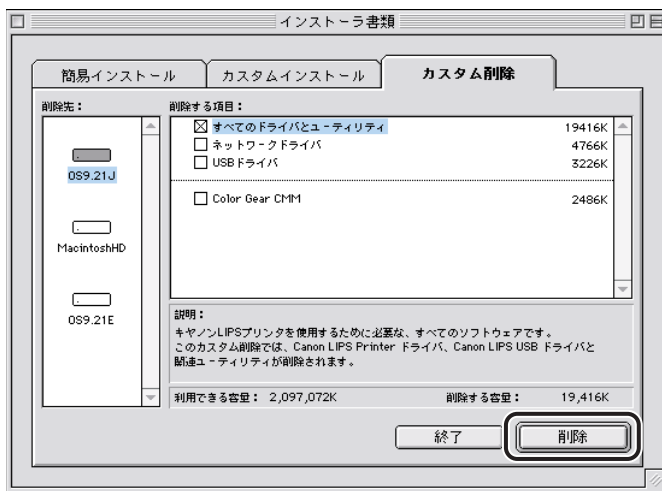 インストーラ書類
簡易インストール
カスタムインストール
カスタム削除
削除先：
OS9.21J
MacintoshHD
OS9.21E
削除する項目：
すべてのドライバとユーティリティ 19416K
ネットワークドライバ 4766K
USBドライバ 3226K
Color Gear CMM 2486K
説明：
キヤノンLIPSプリンタを使用するために必要な、すべてのソフトウェアです。
このカスタム削除では、Canon LIPS Printer ドライバ、Canon LIPS USB ドライバと
関連ユーティリティが削除されます。
利用できる容量： 2,097,072K 削除する容量： 19,416K
終了
削除